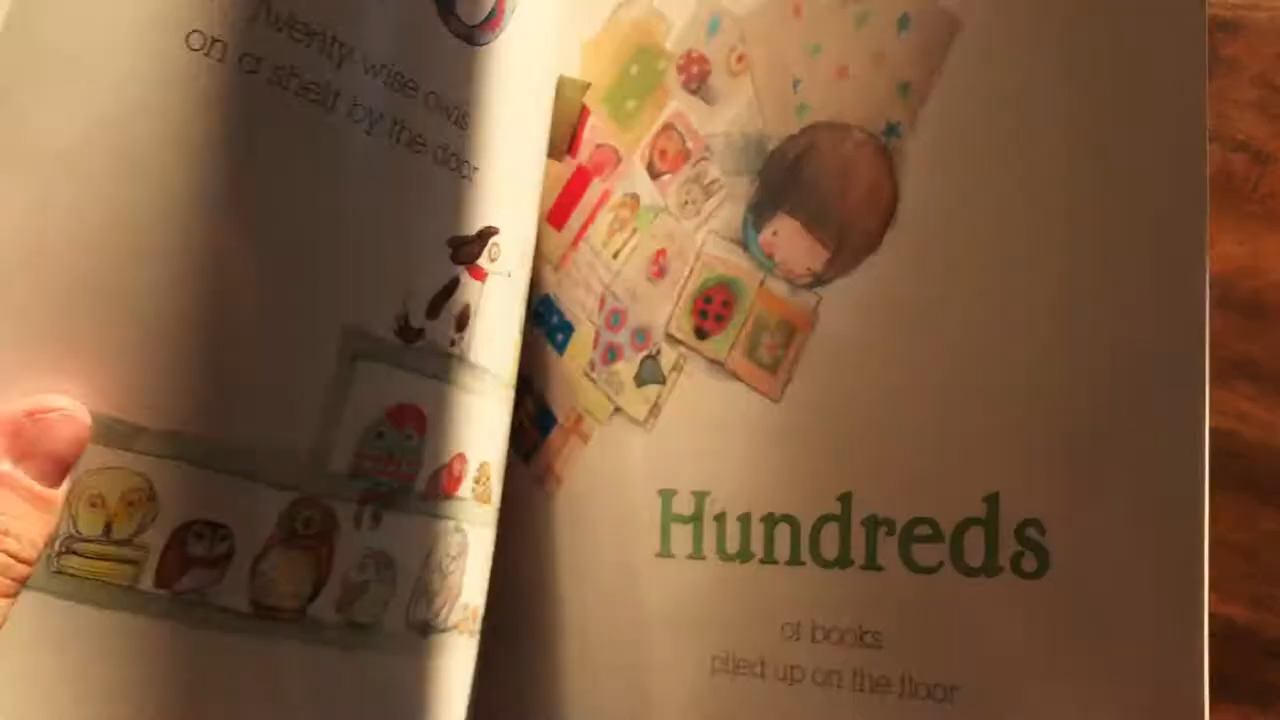 Twenty wise owls
on a shelf by the door
Hundreds
of books
piled up on the floor